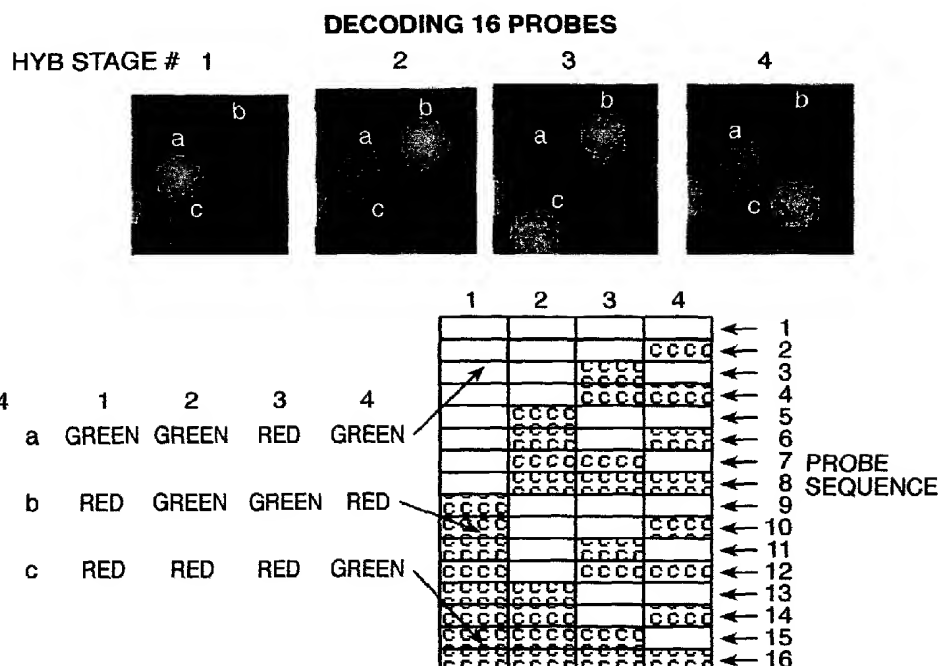 DECODING 16 PROBES
HYB STAGE # 1 2 3 4
a b c
a b c
a b c
a b c
1 2 3 4
1
2
3
4
5
6
7
8
9
10
11
12
13
14
15
16
PROBE
SEQUENCE
4 1 2 3 4
a GREEN GREEN RED GREEN
b RED GREEN GREEN RED
c RED RED RED GREEN